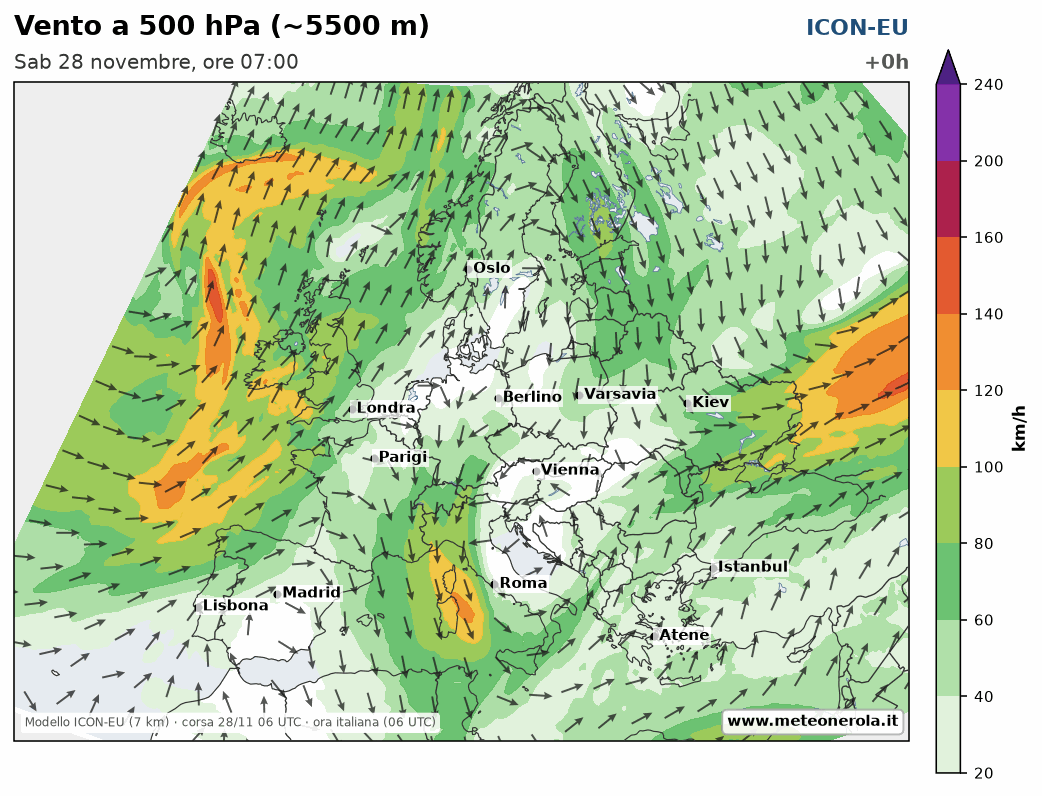 Vento a 500 hPa (~5500 m)
ICON-EU
Sab 28 novembre, ore 07:00
+0h
240
200
160
140
120
100
80
60
40
20
km/h
Oslo
Londra
Berlino
Varsavia
Kiev
Parigi
Vienna
Roma
Istanbul
Madrid
Lisbona
Atene
Modello ICON-EU (7 km) · corsa 28/11 06 UTC · ora italiana (06 UTC)
www.meteonerola.it